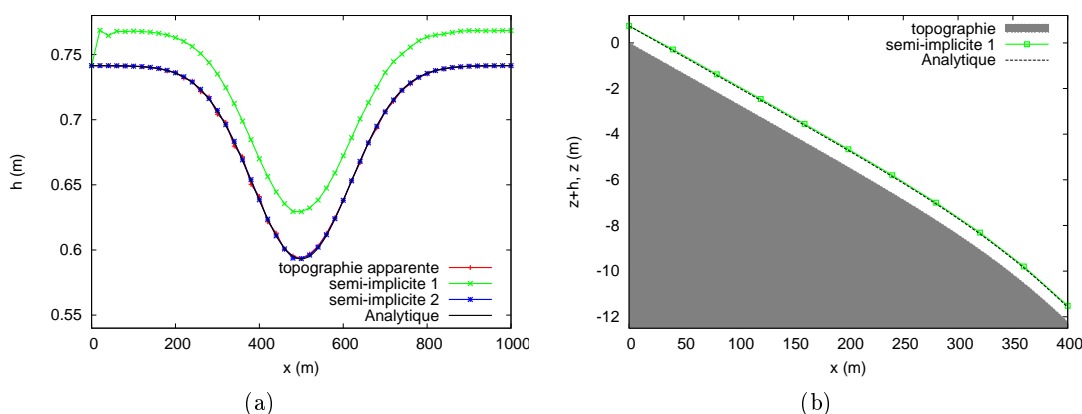 0.75
0.7
0.65
0.6
0.55
h (m)
topographie apparente
semi-implicite 1
semi-implicite 2
Analytique
0 200 400 600 800 1000
x (m)
(a)
topographie
semi-implicite 1
Analytique
0
-2
-4
-6
-8
-10
-12
z+h, z (m)
0 50 100 150 200 250 300 350 400
x (m)
(b)